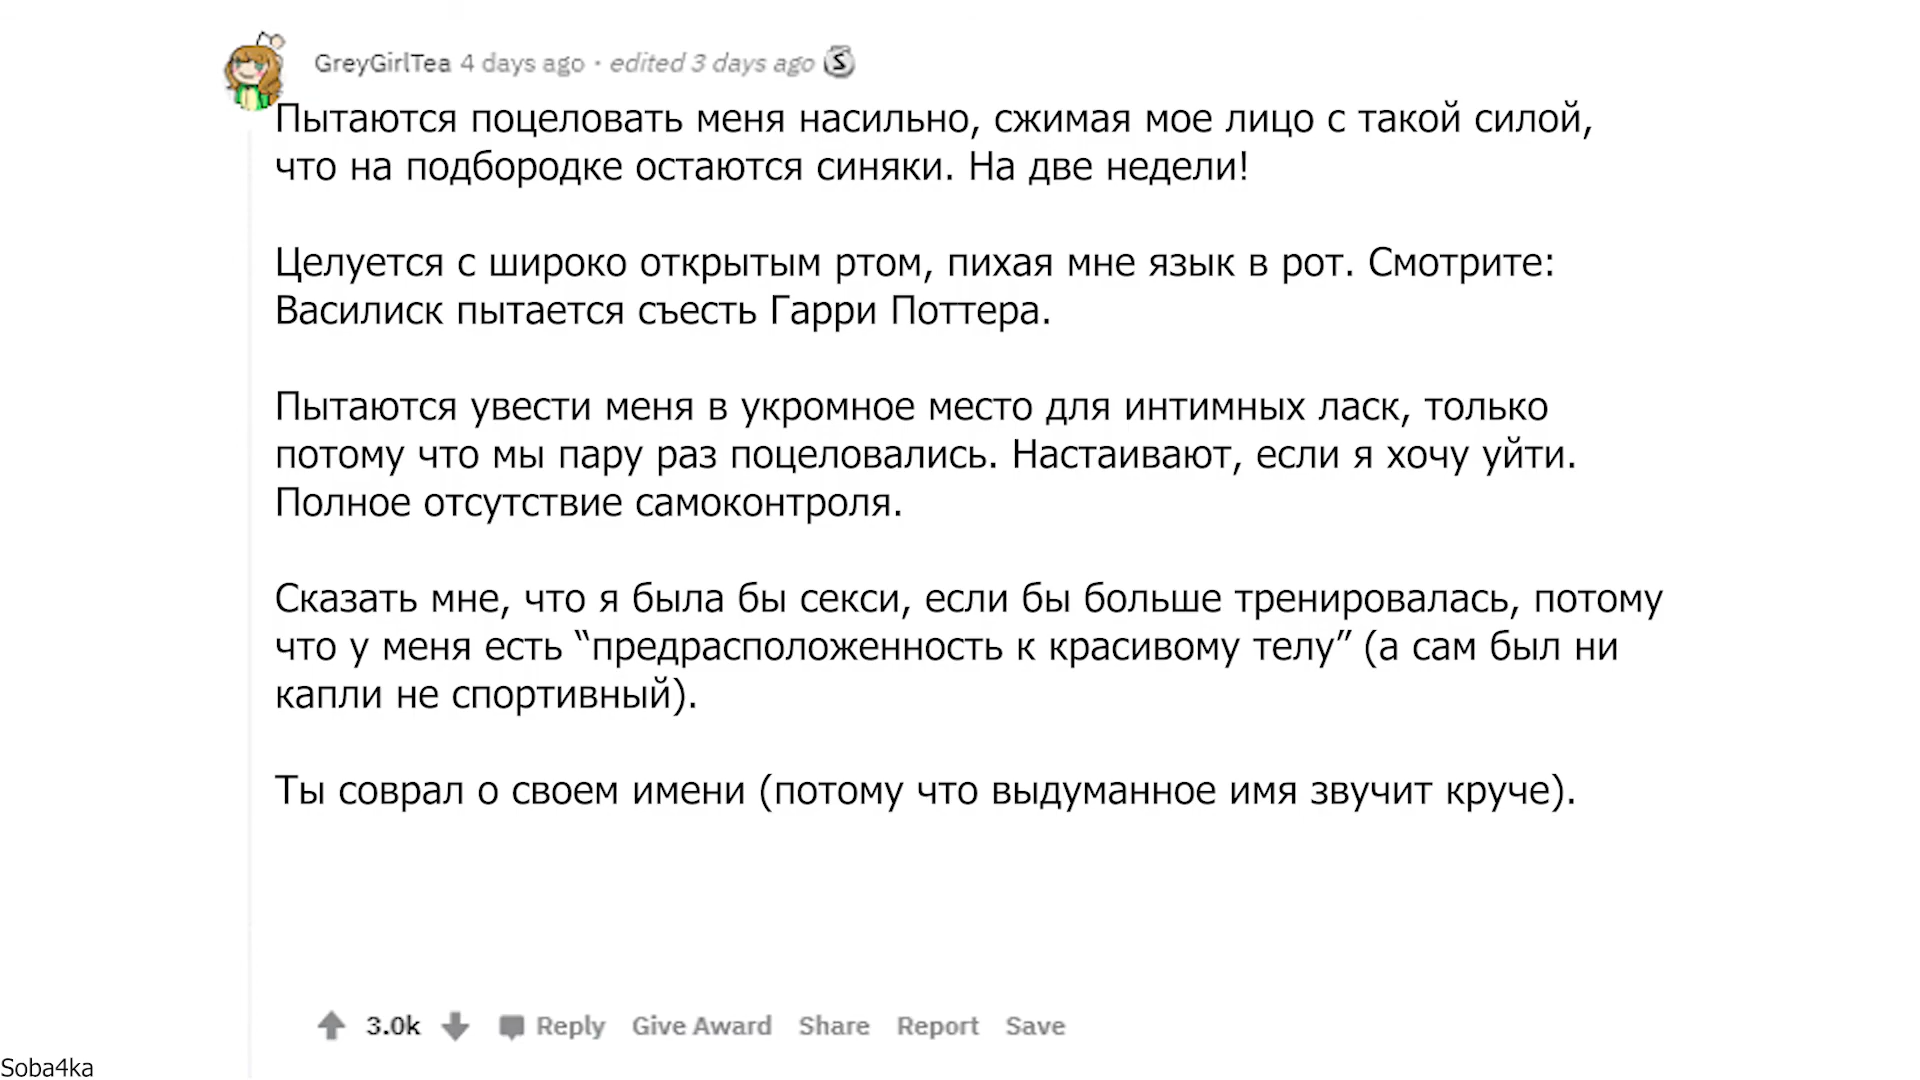 GreyGirlTea 4 days ago · edited 3 days ago S
Пытаются поцеловать меня насильно, сжимая мое лицо с такой силой,
что на подбородке остаются синяки. На две недели!
Целуется с широко открытым ртом, пихая мне язык в рот. Смотрите:
Василиск пытается съесть Гарри Поттера.
Пытаются увести меня в укромное место для интимных ласк, только
потому что мы пару раз поцеловались. Настаивают, если я хочу уйти.
Полное отсутствие самоконтроля.
Сказать мне, что я была бы секси, если бы больше тренировалась, потому
что у меня есть “предрасположенность к красивому телу” (а сам был ни
капли не спортивный).
Ты соврал о своем имени (потому что выдуманное имя звучит круче).
3.0k Reply Give Award Share Report Save
Soba4ka